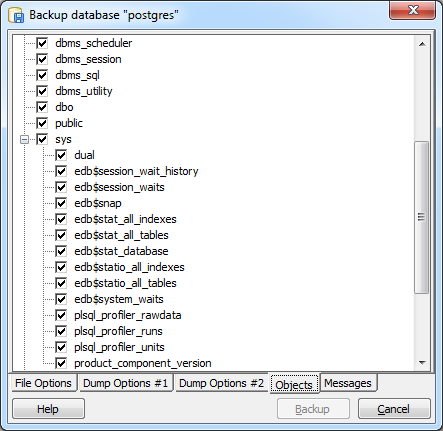 Backup database "postgres"
dbms_scheduler
dbms_session
dbms_sql
dbms_utility
dbo
public
sys
dual
edb$session_wait_history
edb$session_waits
edb$snap
edb$stat_all_indexes
edb$stat_all_tables
edb$stat_database
edb$statio_all_indexes
edb$statio_all_tables
edb$system_waits
plsql_profiler_rawdata
plsql_profiler_runs
plsql_profiler_units
product_component_version
File Options Dump Options #1 Dump Options #2 Objects Messages
Help Backup Cancel